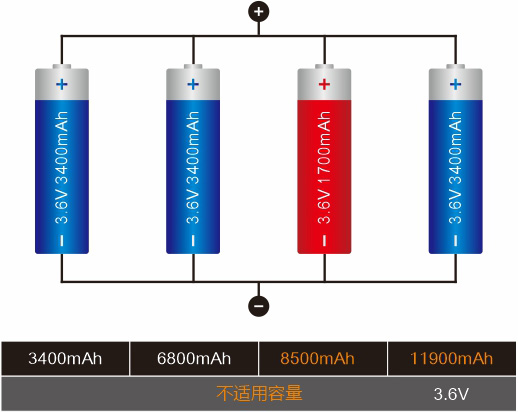 +
+ + + +
3.6V 3400mAh
3.6V 3400mAh
3.6V 1700mAh
3.6V 3400mAh
− − − −
−
3400mAh 6800mAh 8500mAh 11900mAh
不适用容量 3.6V